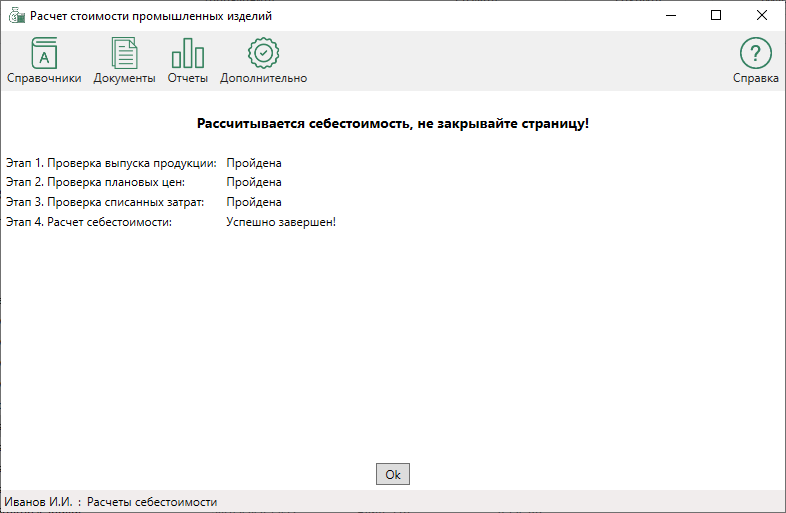 Расчет стоимости промышленных изделий
Справочники Документы Отчеты Дополнительно Справка
Рассчитывается себестоимость, не закрывайте страницу!
Этап 1. Проверка выпуска продукции: Пройдена
Этап 2. Проверка плановых цен: Пройдена
Этап 3. Проверка списанных затрат: Пройдена
Этап 4. Расчет себестоимости: Успешно завершен!
Ok
Иванов И.И. : Расчеты себестоимости